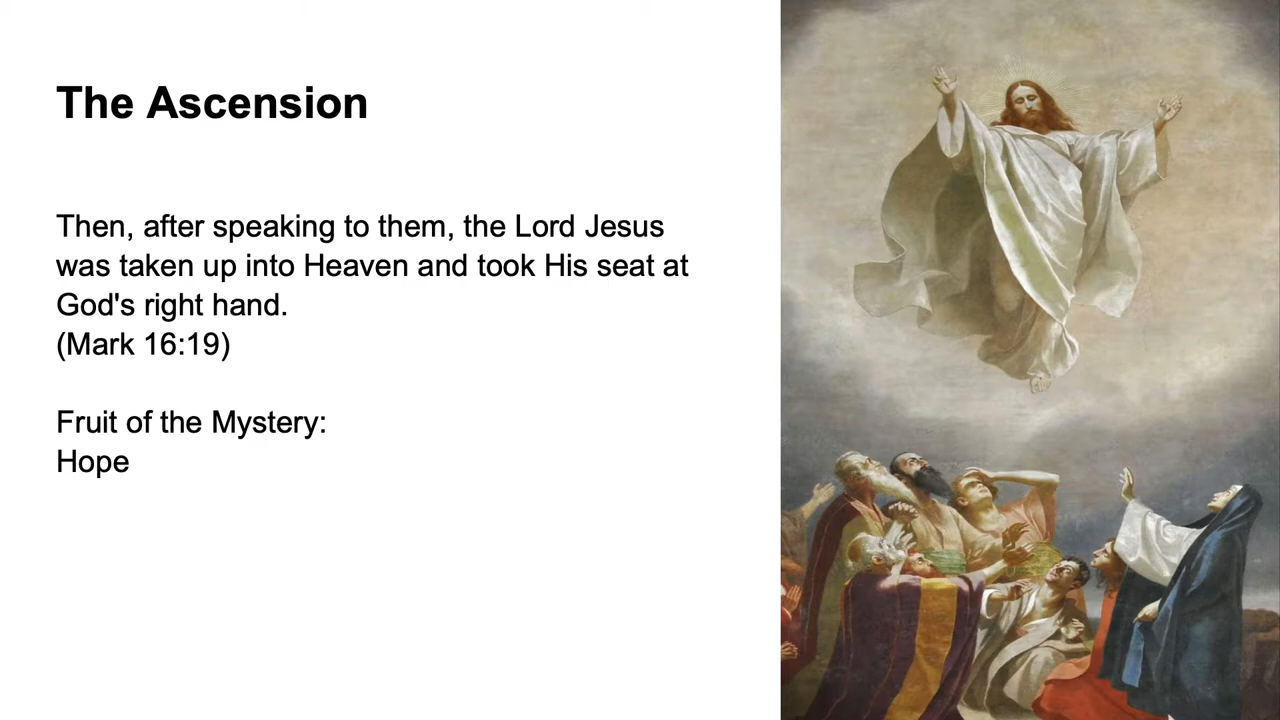 The Ascension
Then, after speaking to them, the Lord Jesus
was taken up into Heaven and took His seat at
God's right hand.
(Mark 16:19)
Fruit of the Mystery:
Hope